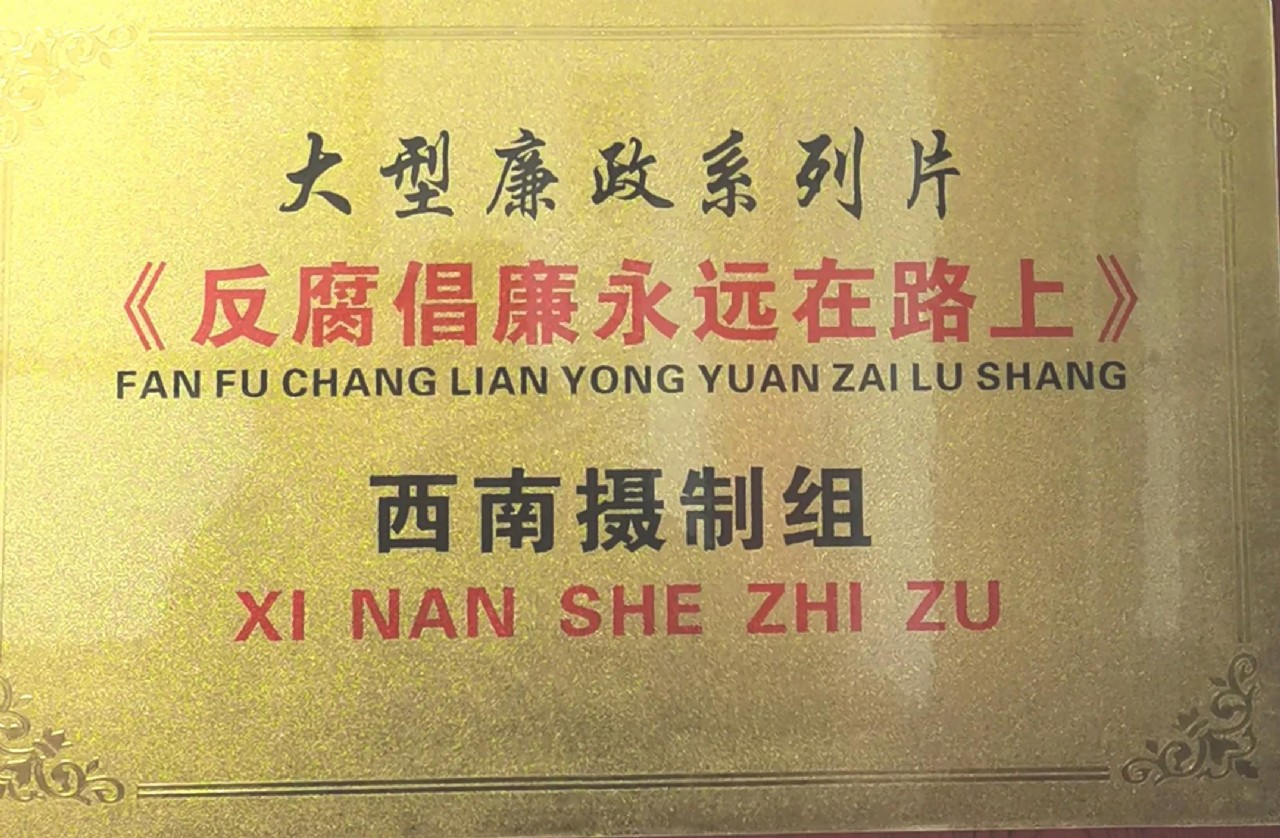 大型廉政系列片
《反腐倡廉永远在路上》
FAN FU CHANG LIAN YONG YUAN ZAI LU SHANG
西南摄制组
XI NAN SHE ZHI ZU